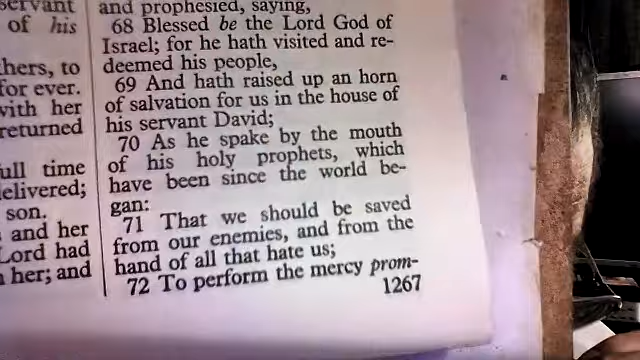 servant
of his
thers, to
for ever.
with her
returned
full time
delivered;
son.
and her
Lord had
her; and
and prophesied, saying,
68 Blessed be the Lord God of
Israel; for he hath visited and re-
deemed his people,
69 And hath raised up an horn
of salvation for us in the house of
his servant David;
70 As he spake by the mouth
of his holy prophets, which
have been since the world be-
gan:
71 That we should be saved
from our enemies, and from the
hand of all that hate us;
72 To perform the mercy prom-
1267